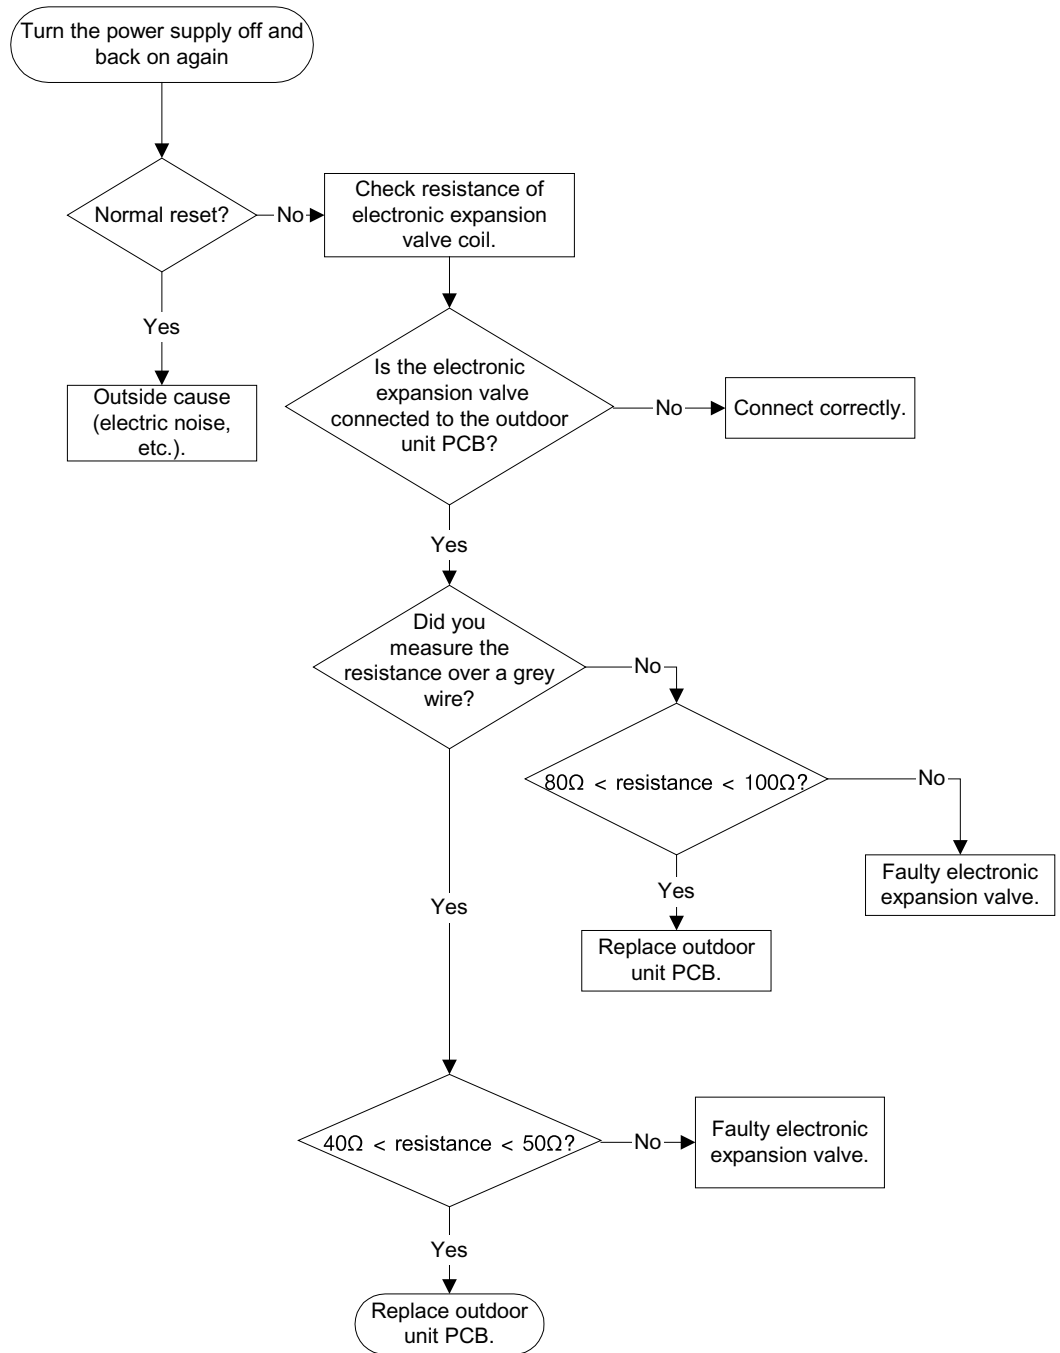 Turn the power supply off and
back on again
Normal reset?
No
Check resistance of
electronic expansion
valve coil.
Yes
Outside cause
(electric noise,
etc.).
Is the electronic
expansion valve
connected to the outdoor
unit PCB?
No
Connect correctly.
Yes
Did you
measure the
resistance over a grey
wire?
No
80Ω < resistance < 100Ω?
No
Faulty electronic
expansion valve.
Yes
Replace outdoor
unit PCB.
Yes
40Ω < resistance < 50Ω?
No
Faulty electronic
expansion valve.
Yes
Replace outdoor
unit PCB.